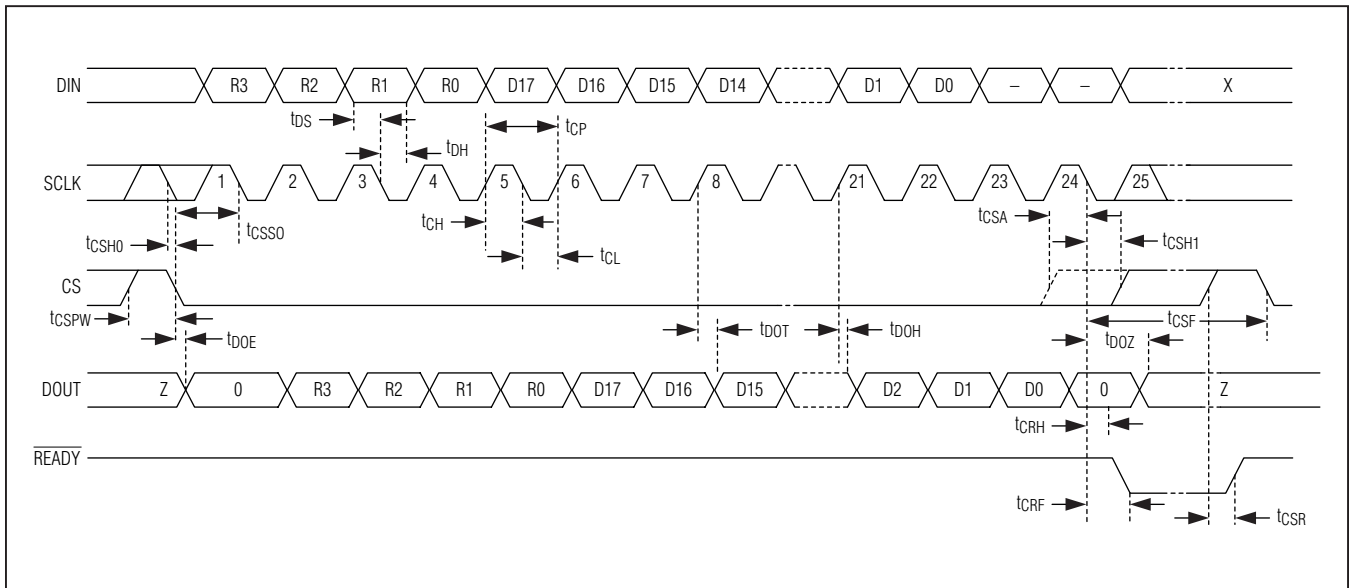 DIN R3 R2 R1 R0 D17 D16 D15 D14 D1 D0 – – X
tDS tCP
tDH
SCLK 1 2 3 4 5 6 7 8 21 22 23 24 25
tCSH0 tCSSO tCH tCL tCSA tCSH1
CS
tCSPW tDOE tDOT tDOH tCSF
tDOZ
DOUT Z 0 R3 R2 R1 R0 D17 D16 D15 D2 D1 D0 0 Z
tCRH
READY
tCRF tCSR